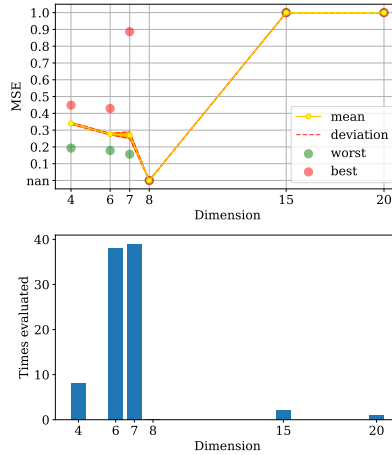 1.0
0.9
0.8
0.7
0.6
0.5
0.4
0.3
0.2
0.1
nan
MSE
mean
deviation
worst
best
4 6 7 8 15 20
Dimension
40
30
20
10
0
Times evaluated
4 6 7 8 15 20
Dimension